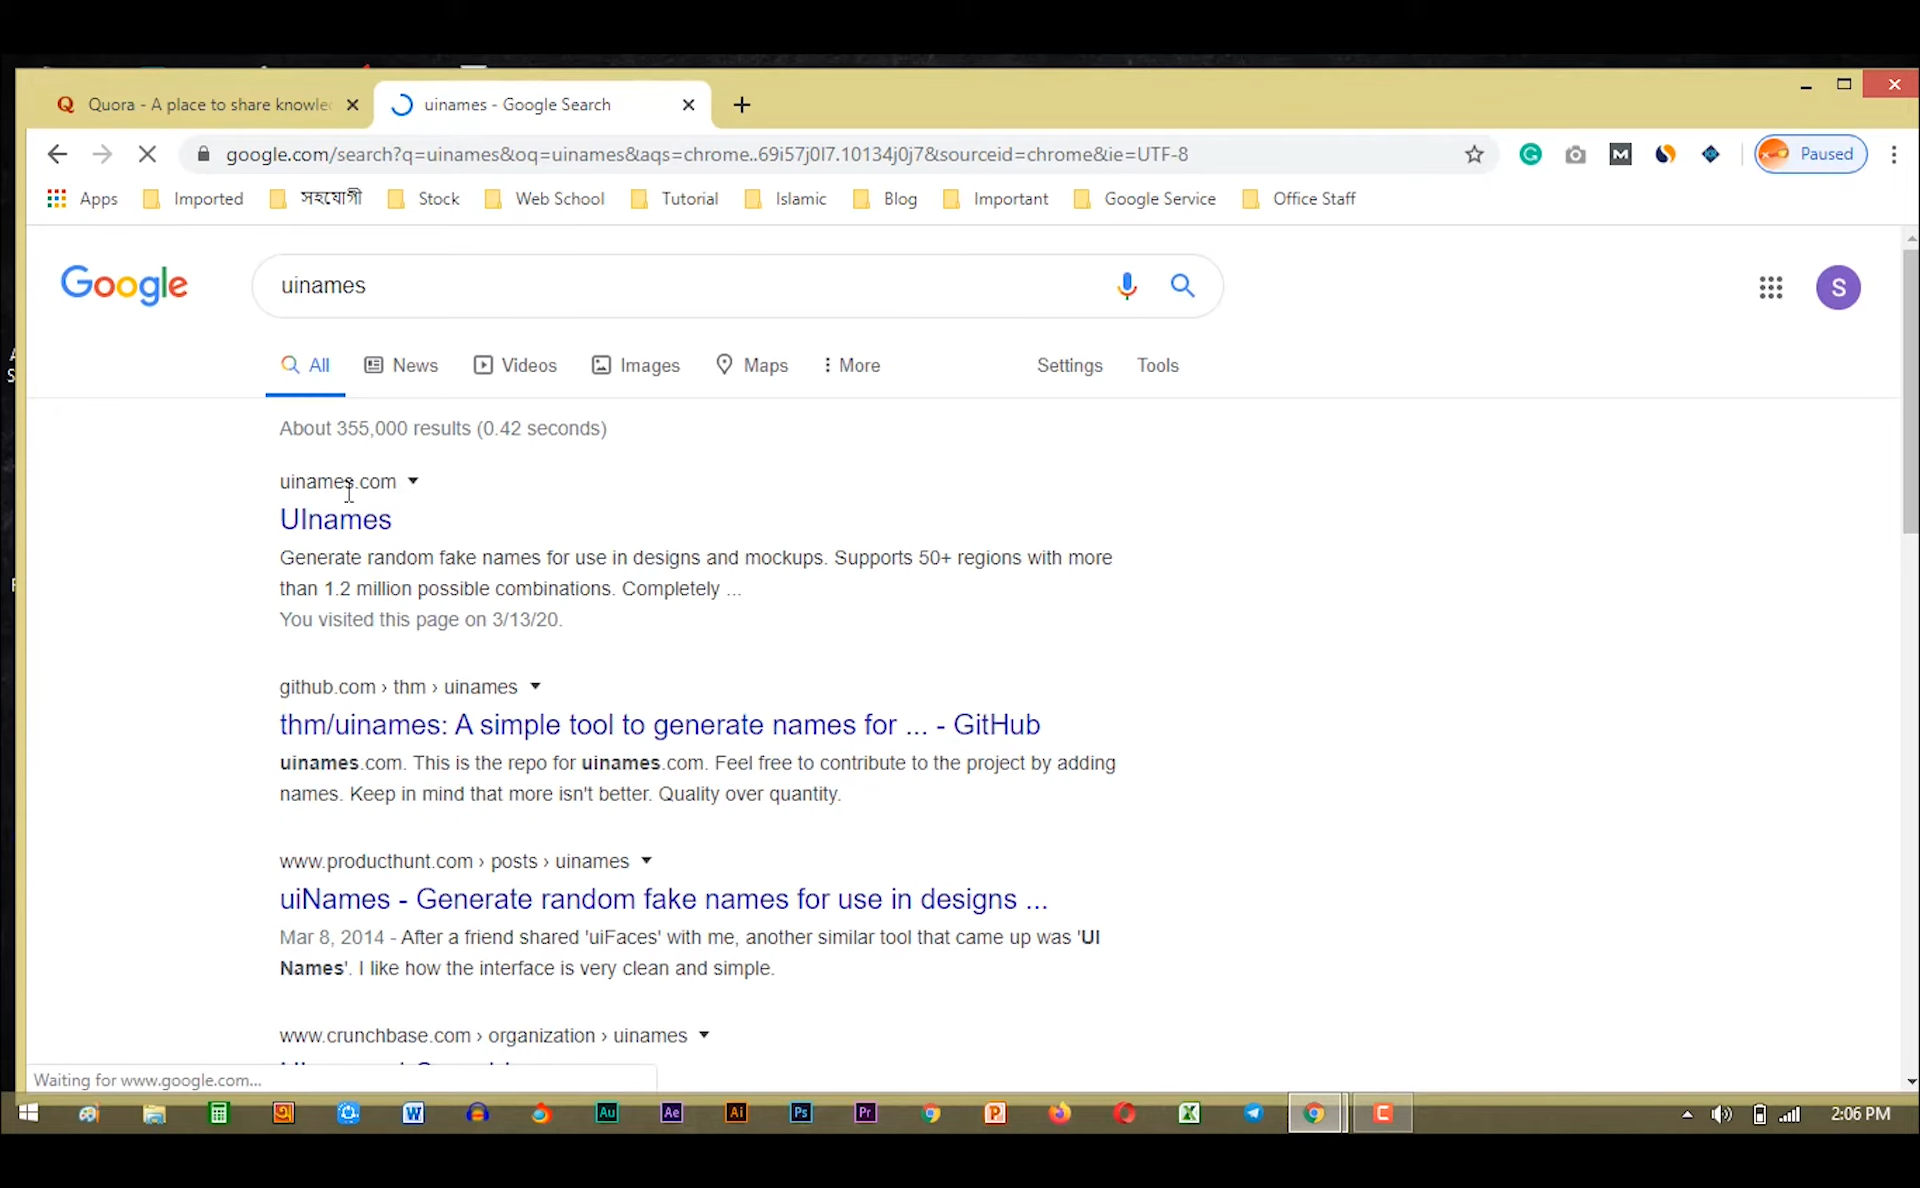 Quora - A place to share knowle
uinames - Google Search
google.com/search?q=uinames&oq=uinames&aqs=chrome..69i57j0l7.10134j0j7&sourceid=chrome&ie=UTF-8
Paused
Apps Imported সহযোগী Stock Web School Tutorial Islamic Blog Important Google Service Office Staff
Google
uinames
S
All News Videos Images Maps More Settings Tools
About 355,000 results (0.42 seconds)
uinames.com
UInames
Generate random fake names for use in designs and mockups. Supports 50+ regions with more
than 1.2 million possible combinations. Completely ...
You visited this page on 3/13/20.
github.com › thm › uinames
thm/uinames: A simple tool to generate names for ... - GitHub
uinames.com. This is the repo for uinames.com. Feel free to contribute to the project by adding
names. Keep in mind that more isn't better. Quality over quantity.
www.producthunt.com › posts › uinames
uiNames - Generate random fake names for use in designs ...
Mar 8, 2014 - After a friend shared 'uiFaces' with me, another similar tool that came up was 'UI
Names'. I like how the interface is very clean and simple.
www.crunchbase.com › organization › uinames
Waiting for www.google.com...
2:06 PM